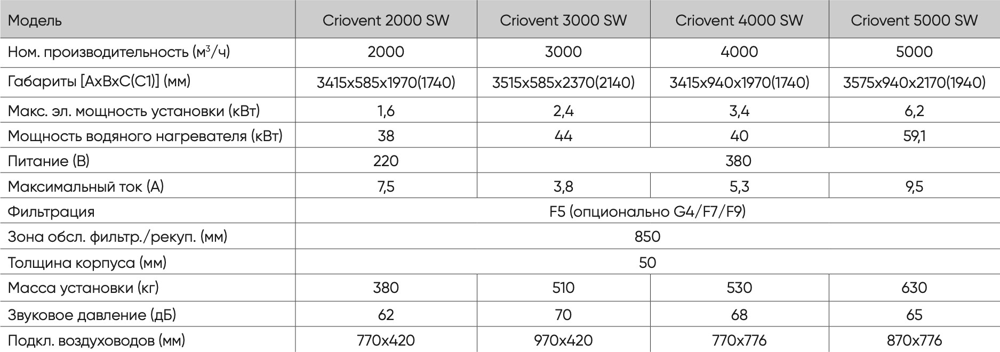 Модель Criovent 2000 SW Criovent 3000 SW Criovent 4000 SW Criovent 5000 SW
Ном. производительность (м³/ч) 2000 3000 4000 5000
Габариты [AxBxC(C1)] (мм) 3415x585x1970(1740) 3515x585x2370(2140) 3415x940x1970(1740) 3575x940x2170(1940)
Макс. эл. мощность установки (кВт) 1,6 2,4 3,4 6,2
Мощность водяного нагревателя (кВт) 38 44 40 59,1
Питание (В) 220 380
Максимальный ток (А) 7,5 3,8 5,3 9,5
Фильтрация F5 (опционально G4/F7/F9)
Зона обсл. фильтр./рекуп. (мм) 850
Толщина корпуса (мм) 50
Масса установки (кг) 380 510 530 630
Звуковое давление (дБ) 62 70 68 65
Подкл. воздуховодов (мм) 770x420 970x420 770x776 870x776